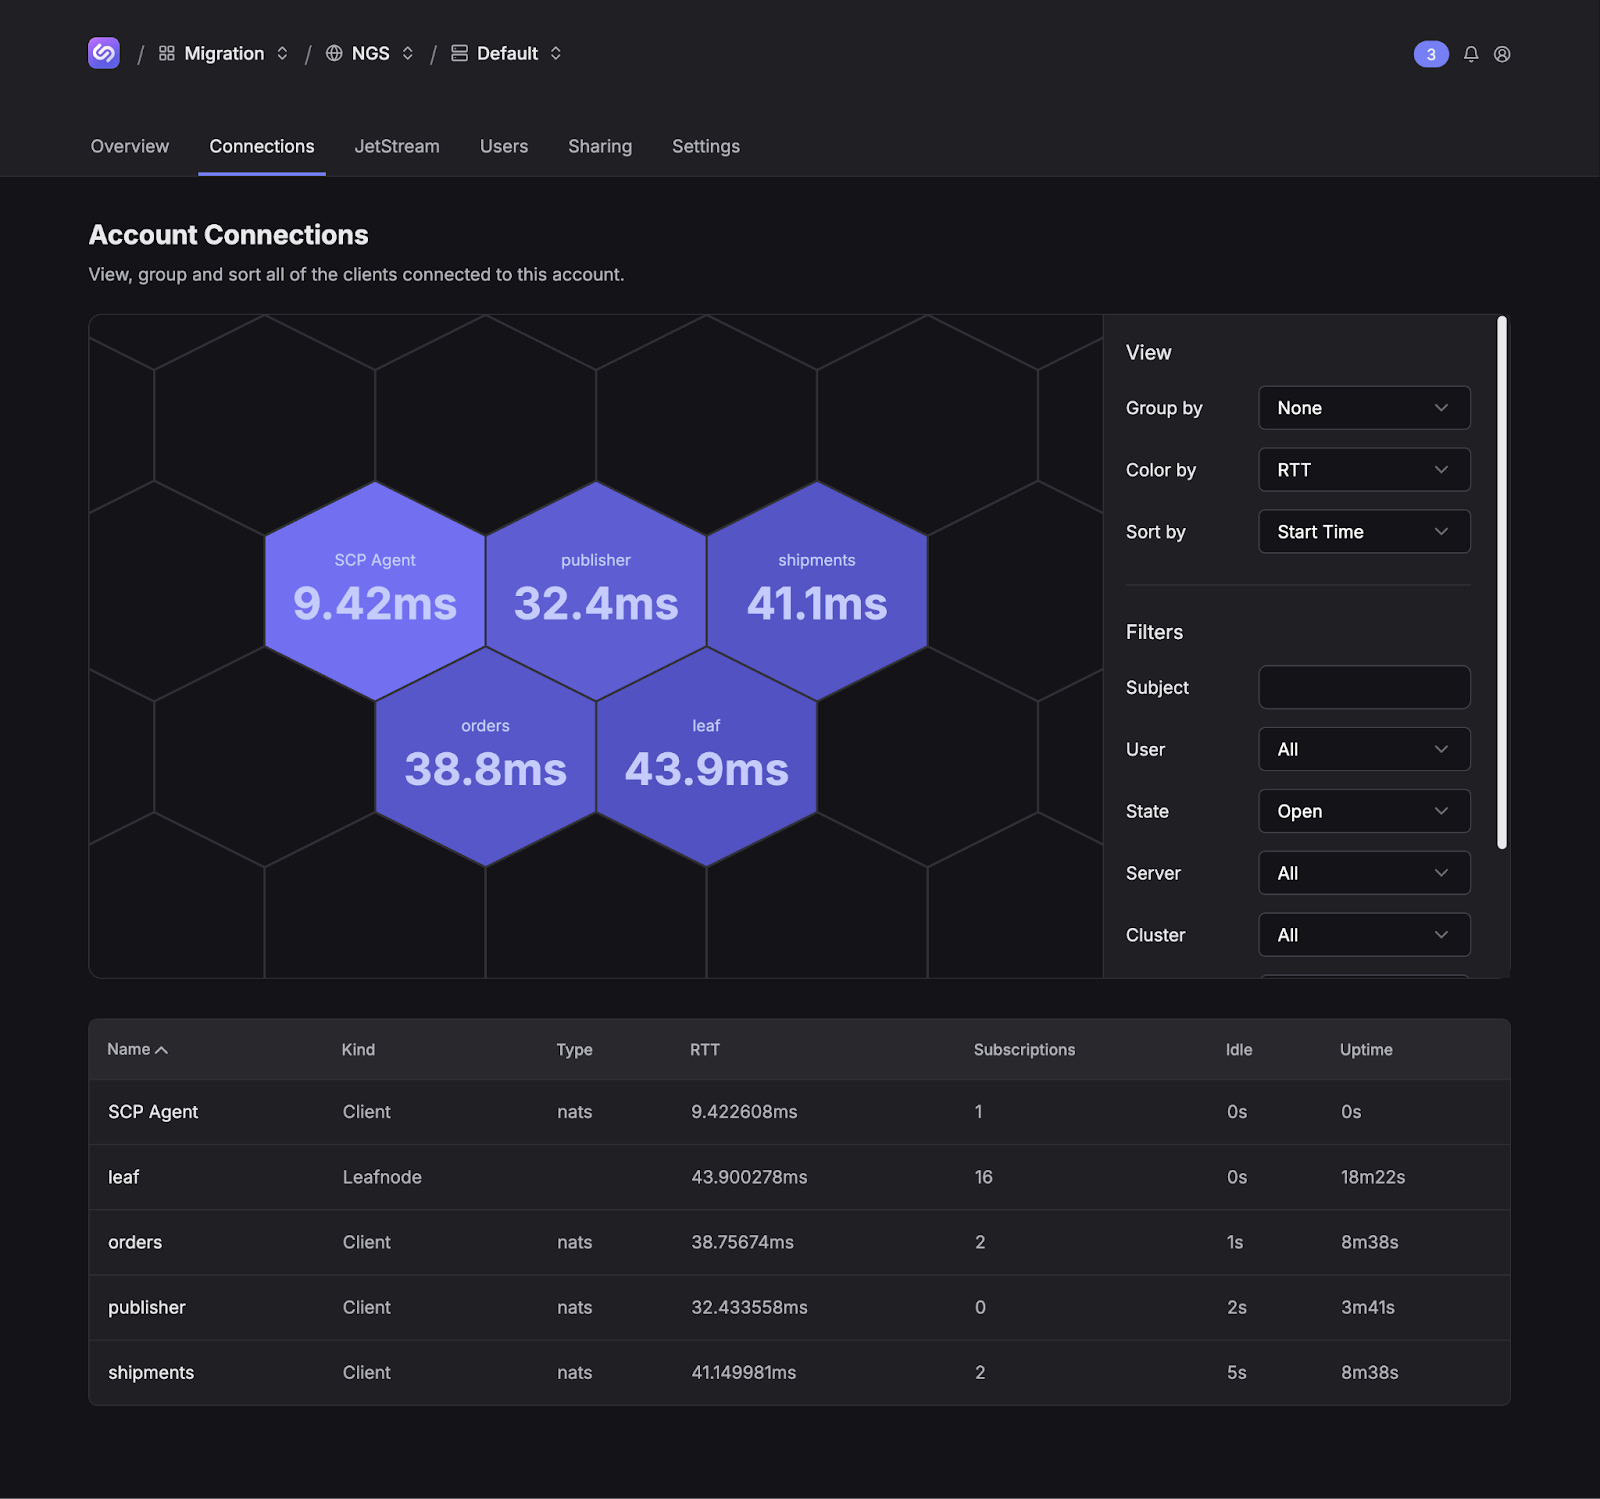 / Migration / NGS / Default
3
Overview Connections JetStream Users Sharing Settings
Account Connections
View, group and sort all of the clients connected to this account.
SCP Agent
9.42ms
publisher
32.4ms
shipments
41.1ms
orders
38.8ms
leaf
43.9ms
View
Group by None
Color by RTT
Sort by Start Time
Filters
Subject
User All
State Open
Server All
Cluster All
Name Kind Type RTT Subscriptions Idle Uptime
SCP Agent Client nats 9.422608ms 1 0s 0s
leaf Leafnode 43.900278ms 16 0s 18m22s
orders Client nats 38.75674ms 2 1s 8m38s
publisher Client nats 32.433558ms 0 2s 3m41s
shipments Client nats 41.149981ms 2 5s 8m38s